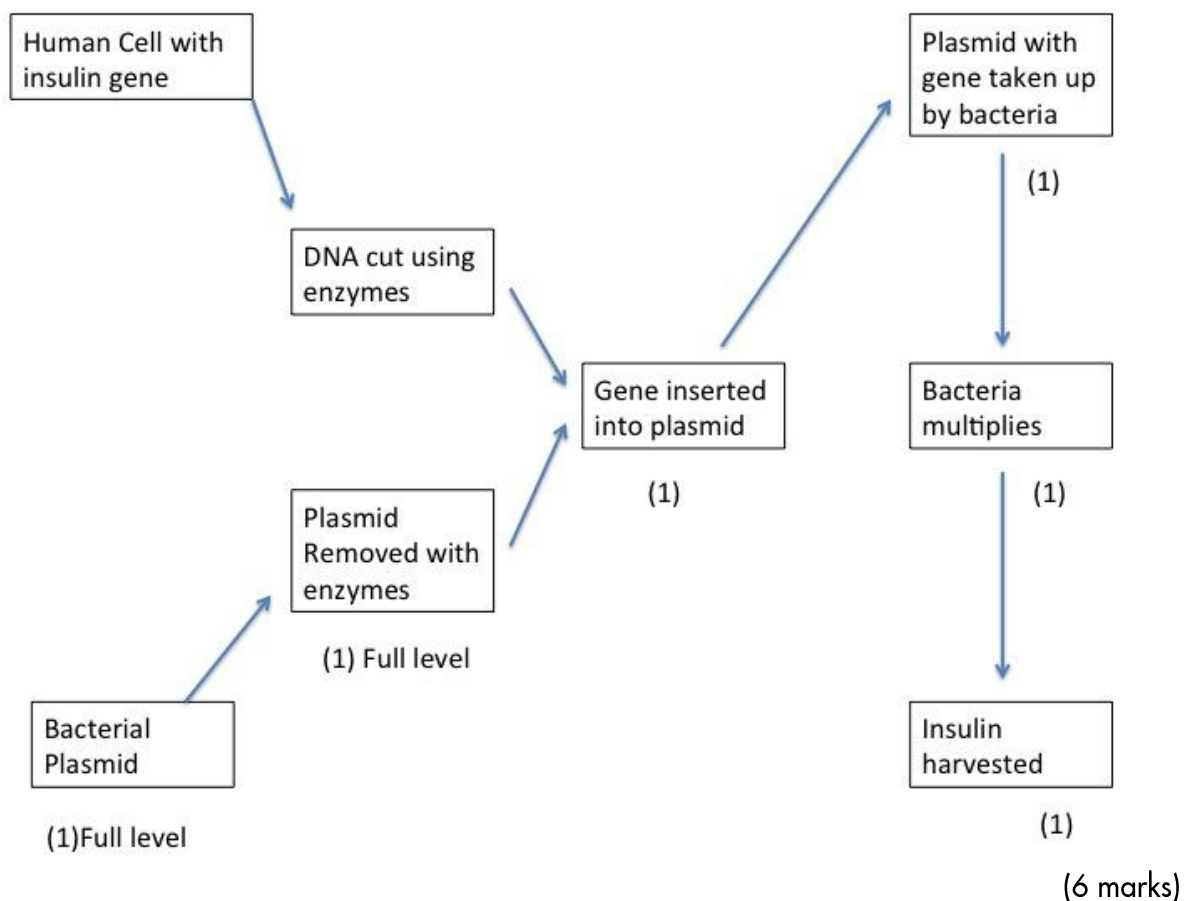 Human Cell with
insulin gene
DNA cut using
enzymes
Plasmid
Removed with
enzymes
(1) Full level
Bacterial
Plasmid
(1)Full level
Gene inserted
into plasmid
(1)
Plasmid with
gene taken up
by bacteria
(1)
Bacteria
multiplies
(1)
Insulin
harvested
(1)
(6 marks)